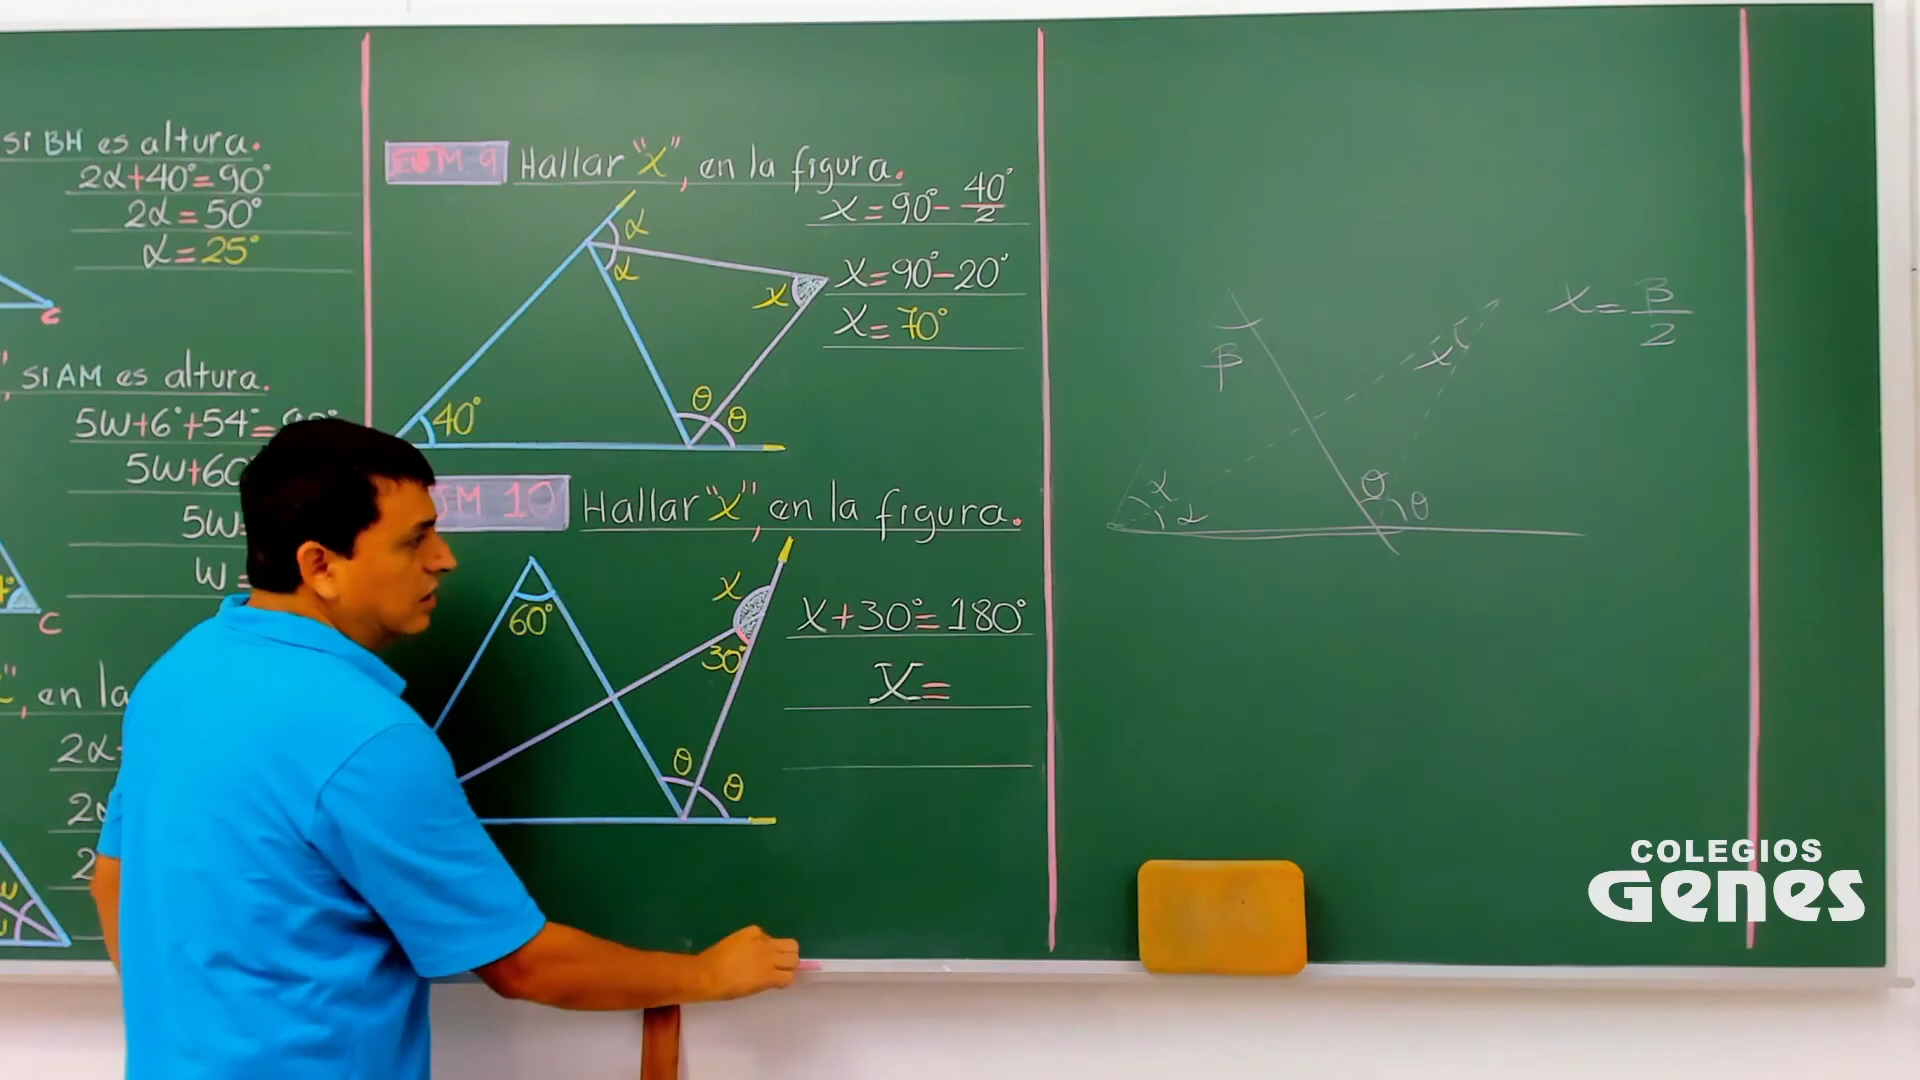 si BH es altura.
2α+40°=90°
2α=50°
α=25°
C
si AM es altura.
5w+6°+54°=
5w+60
5w=
w=
C
, en la
2α
2α
2
w
w
EJM 9 Hallar "x", en la figura.
x=90°-40°/2
x=90°-20°
x=70°
α
α
x
40°
θ
θ
JM 10 Hallar "x", en la figura.
60°
x
30°
x+30°=180°
x=
θ
θ
β
x
x=β/2
α
α
θ
θ
COLEGIOS
GENES